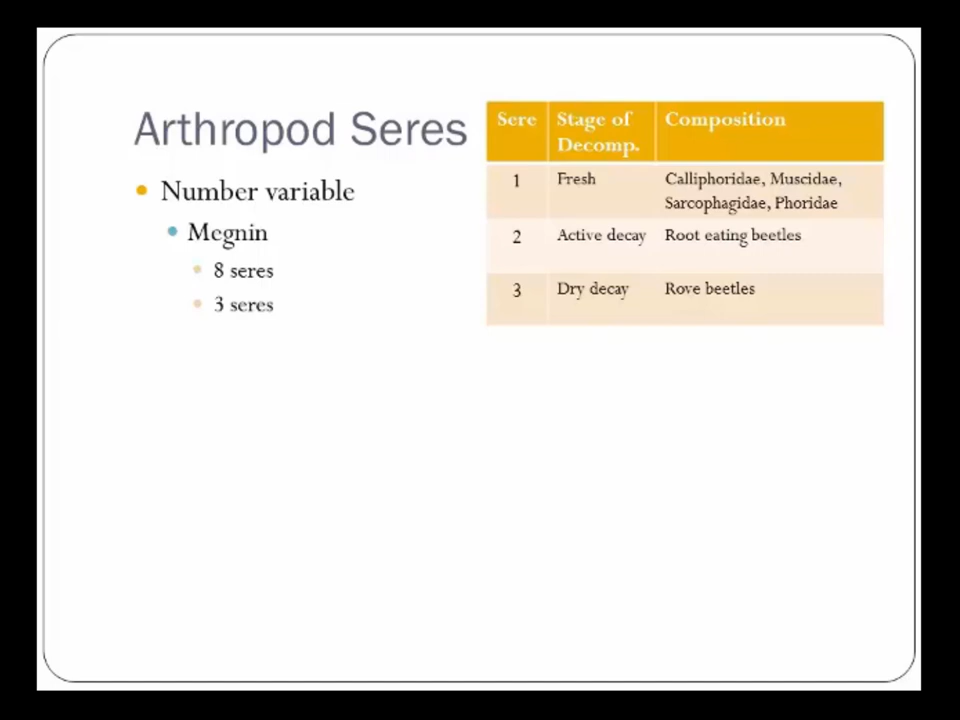 Arthropod Seres
Number variable
Megnin
8 seres
3 seres
Sere Stage of Composition
Decomp.
1 Fresh Calliphoridae, Muscidae,
Sarcophagidae, Phoridae
2 Active decay Root eating beetles
3 Dry decay Rove beetles